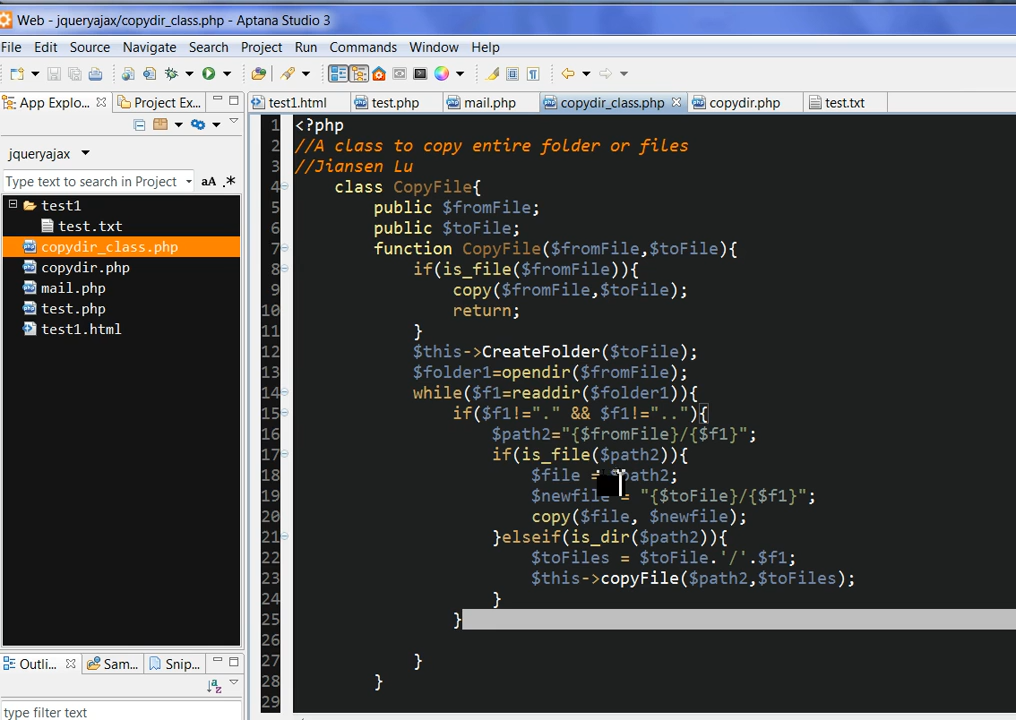 Web - jqueryajax/copydir_class.php - Aptana Studio 3
File Edit Source Navigate Search Project Run Commands Window Help
App Explo... Project Ex... test1.html test.php mail.php copydir_class.php copydir.php test.txt
jqueryajax
Type text to search in Project aA .*
test1
test.txt
copydir_class.php
copydir.php
mail.php
test.php
test1.html
Outli... Sam... Snip...
type filter text
1 <?php
2 //A class to copy entire folder or files
3 //Jiansen Lu
4 class CopyFile{
5 public $fromFile;
6 public $toFile;
7 function CopyFile($fromFile,$toFile){
8 if(is_file($fromFile)){
9 copy($fromFile,$toFile);
10 return;
11 }
12 $this->CreateFolder($toFile);
13 $folder1=opendir($fromFile);
14 while($f1=readdir($folder1)){
15 if($f1!="." && $f1!=".."){
16 $path2="{$fromFile}/{$f1}";
17 if(is_file($path2)){
18 $file = $path2;
19 $newfile = "{$toFile}/{$f1}";
20 copy($file, $newfile);
21 }elseif(is_dir($path2)){
22 $toFiles = $toFile.'/'.$f1;
23 $this->copyFile($path2,$toFiles);
24 }
25 }
26
27 }
28 }
29